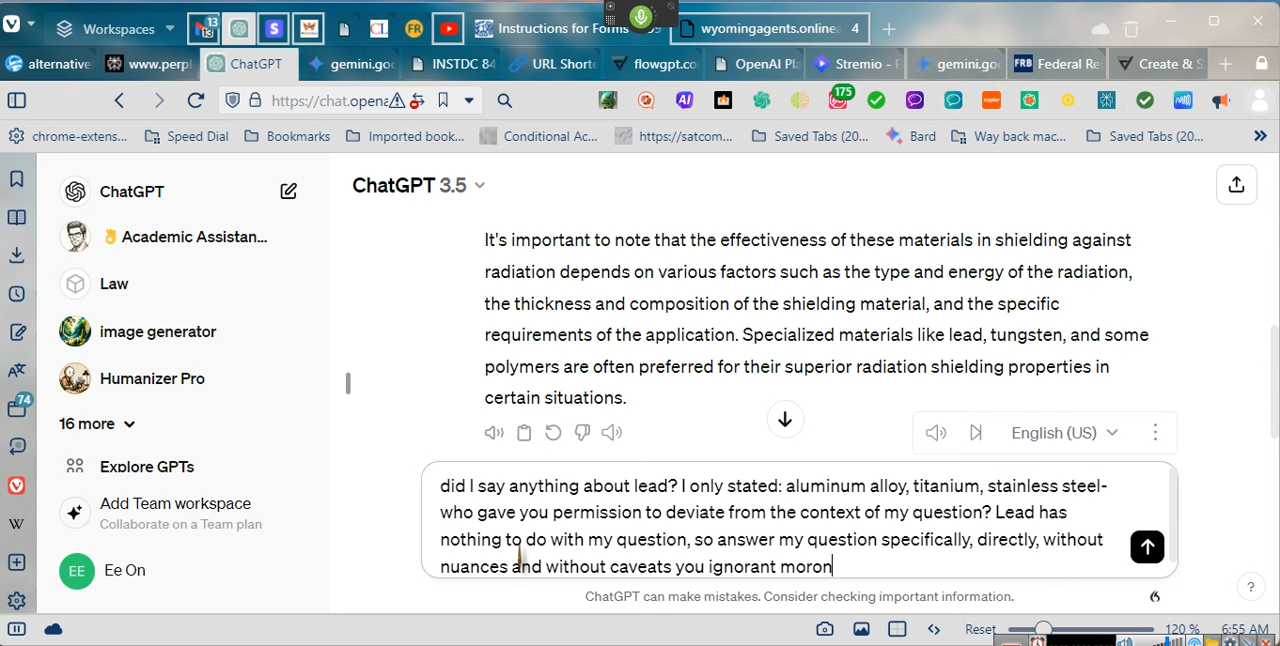 Workspaces
13
Instructions for Forms
wyomingagents.onlinea
4
alternative
www.perpl
ChatGPT
gemini.goo
INSTDC 84
URL Shorte
flowgpt.co
OpenAI Pla
Stremio - F
gemini.goo
FRB Federal Re
Create & S
https://chat.opena
175
chrome-extens...
Speed Dial
Bookmarks
Imported book...
Conditional Ac...
https://satcom...
Saved Tabs (20...
Bard
Way back mac...
Saved Tabs (20...
ChatGPT
Academic Assistan...
Law
image generator
Humanizer Pro
16 more
Explore GPTs
Add Team workspace
Collaborate on a Team plan
EE Ee On
74
ChatGPT 3.5
It's important to note that the effectiveness of these materials in shielding against
radiation depends on various factors such as the type and energy of the radiation,
the thickness and composition of the shielding material, and the specific
requirements of the application. Specialized materials like lead, tungsten, and some
polymers are often preferred for their superior radiation shielding properties in
certain situations.
English (US)
did I say anything about lead? I only stated: aluminum alloy, titanium, stainless steel-
who gave you permission to deviate from the context of my question? Lead has
nothing to do with my question, so answer my question specifically, directly, without
nuances and without caveats you ignorant moron
ChatGPT can make mistakes. Consider checking important information.
?
Reset
120 %
6:55 AM